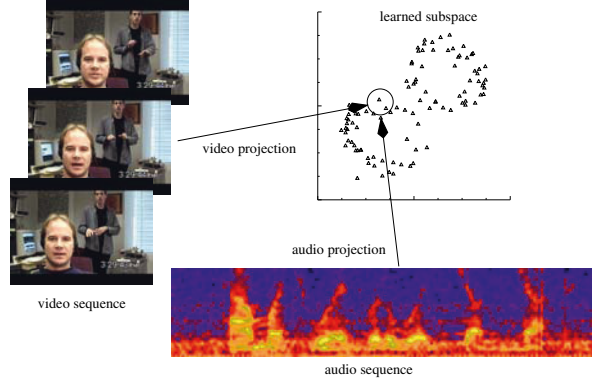 learned subspace
video projection
audio projection
video sequence
audio sequence